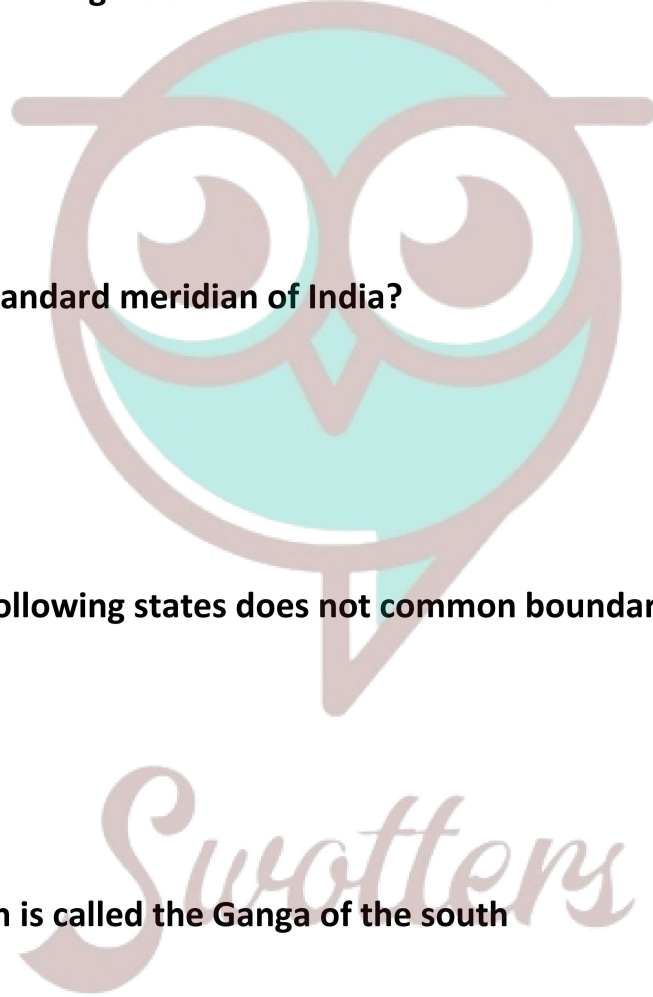 andard meridian of India?
ollowing states does not common boundar
is called the Ganga of the south
Swotters